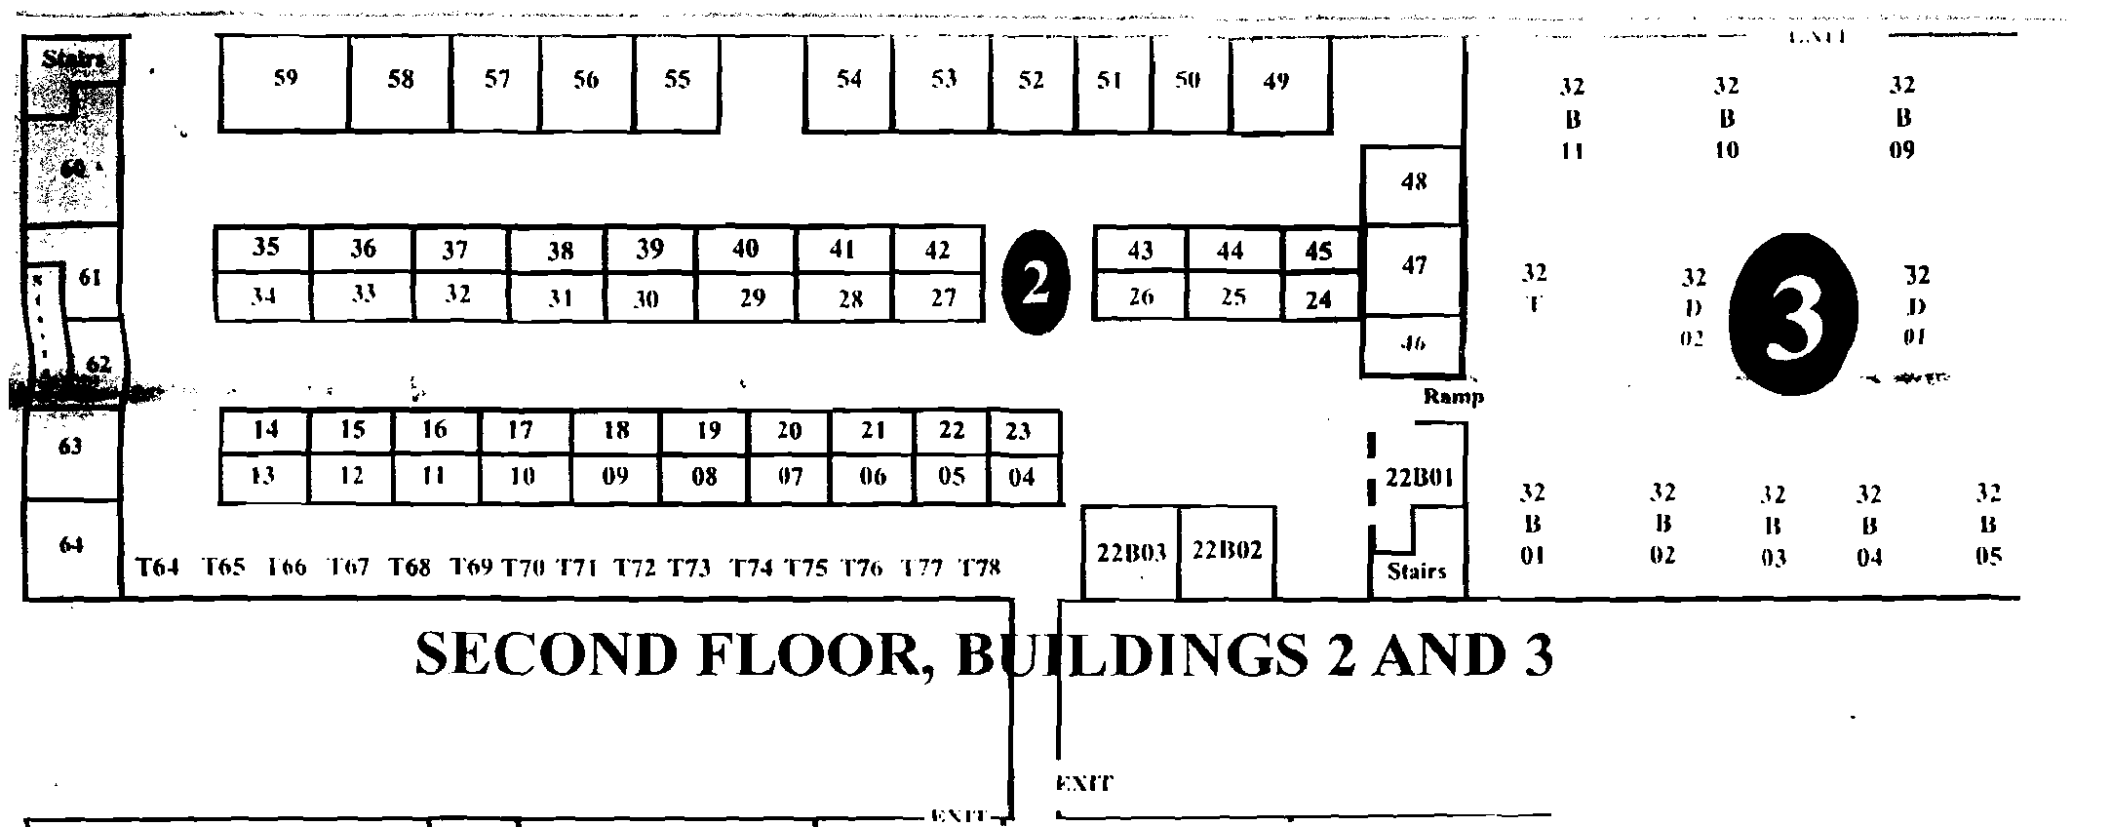 EXIT
Stairs
59 58 57 56 55 54 53 52 51 50 49
32 B 11
32 B 10
32 B 09
60
48
35 36 37 38 39 40 41 42
43 44 45
47
34 33 32 31 30 29 28 27
26 25 24
2
61
32
32 D 02
3
32 D 01
46
62
Ramp
14 15 16 17 18 19 20 21 22 23
63
13 12 11 10 09 08 07 06 05 04
22B01
32 B 01
32 B 02
32 B 03
32 B 04
32 B 05
64
T64 T65 T66 T67 T68 T69 T70 T71 T72 T73 T74 T75 T76 T77 T78
22B03 22B02
Stairs
SECOND FLOOR, BUILDINGS 2 AND 3
EXIT
EXIT